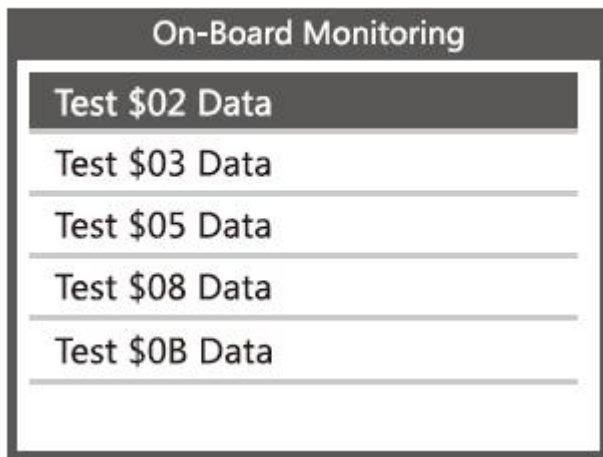 On-Board Monitoring
Test $02 Data
Test $03 Data
Test $05 Data
Test $08 Data
Test $0B Data